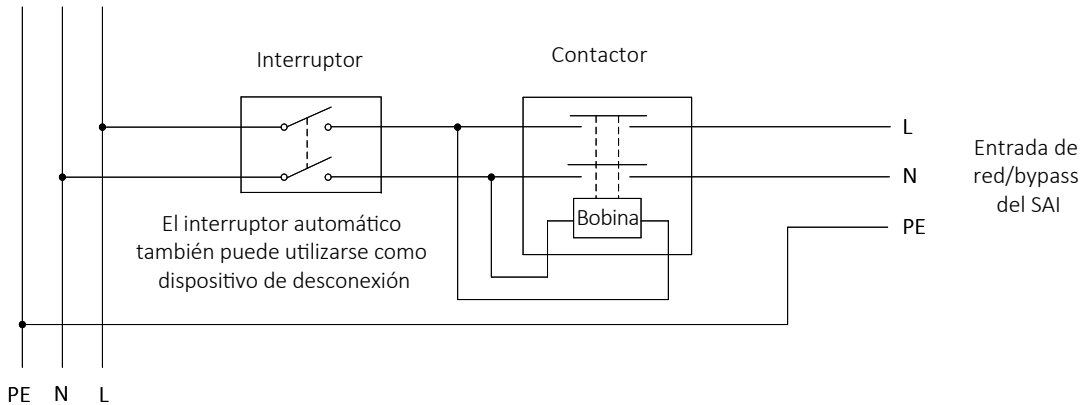 Interruptor
Contactor
L
N
PE
Entrada de
red/bypass
del SAI
Bobina
El interruptor automático
también puede utilizarse como
dispositivo de desconexión
PE
N
L